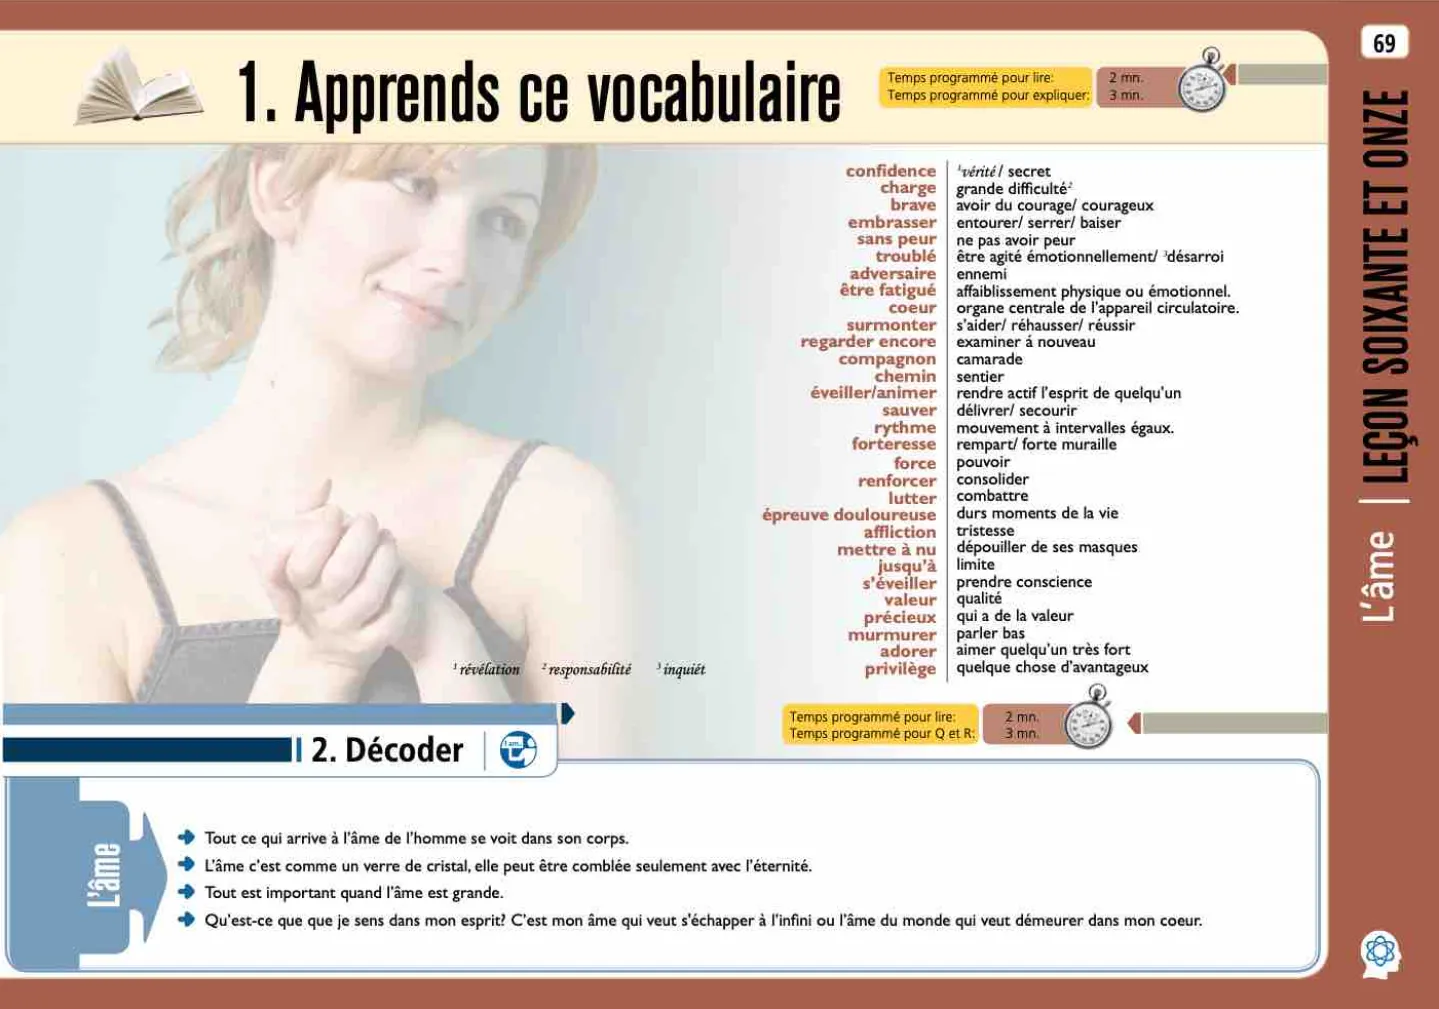 69
1. Apprends ce vocabulaire
Temps programmé pour lire: 2 mn.
Temps programmé pour expliquer: 3 mn.
LEÇON SOIXANTE ET ONZE
L'âme
confidence ¹vérité/ secret
charge grande difficulté²
brave avoir du courage/ courageux
embrasser entourer/ serrer/ baiser
sans peur ne pas avoir peur
troublé être agité émotionnellement/ ³désarroi
adversaire ennemi
être fatigué affaiblissement physique ou émotionnel.
coeur organe centrale de l'appareil circulatoire.
surmonter s'aider/ réhausser/ réussir
regarder encore examiner á nouveau
compagnon camarade
chemin sentier
éveiller/animer rendre actif l'esprit de quelqu'un
sauver délivrer/ secourir
rythme mouvement à intervalles égaux.
forteresse rempart/ forte muraille
force pouvoir
renforcer consolider
lutter combattre
épreuve douloureuse durs moments de la vie
affliction tristesse
mettre à nu dépouiller de ses masques
jusqu'à limite
s'éveiller prendre conscience
valeur qualité
précieux qui a de la valeur
murmurer parler bas
adorer aimer quelqu'un très fort
privilège quelque chose d'avantageux
¹ révélation ² responsabilité ³ inquiét
Temps programmé pour lire: 2 mn.
Temps programmé pour Q et R: 3 mn.
2. Décoder
I am...
L'âme
Tout ce qui arrive à l'âme de l'homme se voit dans son corps.
L'âme c'est comme un verre de cristal, elle peut être comblée seulement avec l'éternité.
Tout est important quand l'âme est grande.
Qu'est-ce que que je sens dans mon esprit? C'est mon âme qui veut s'échapper à l'infini ou l'âme du monde qui veut démeurer dans mon coeur.